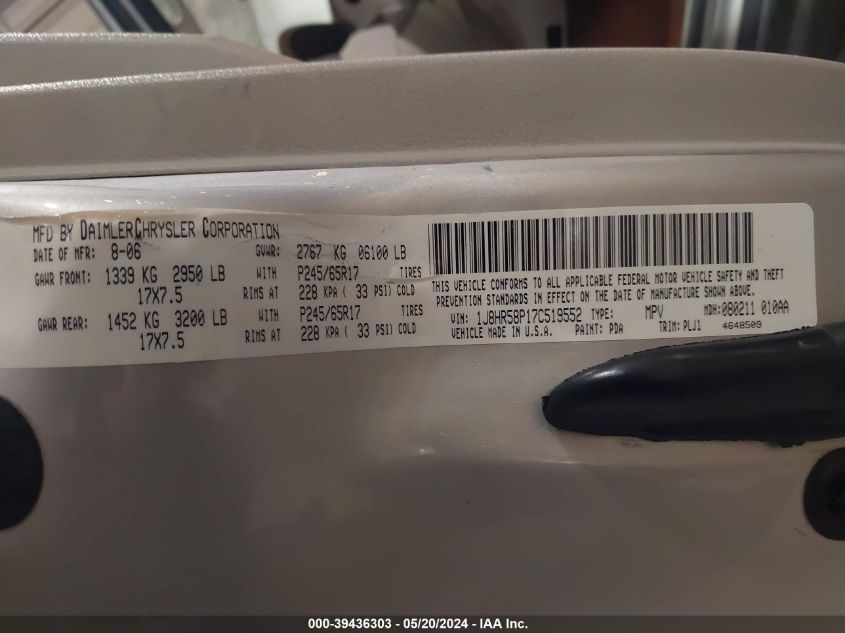 MFD BY DAIMLERCHRYSLER CORPORATION
DATE OF MFR: 8-06 GVWR: 2767 KG 06100 LB
GAWR FRONT: 1339 KG 2950 LB WITH P245/65R17 TIRES
17X7.5 RIMS AT 228 KPA ( 33 PSI) COLD
GAWR REAR: 1452 KG 3200 LB WITH P245/65R17 TIRES
17X7.5 RIMS AT 228 KPA ( 33 PSI) COLD
THIS VEHICLE CONFORMS TO ALL APPLICABLE FEDERAL MOTOR VEHICLE SAFETY AND THEFT
PREVENTION STANDARDS IN EFFECT ON THE DATE OF MANUFACTURE SHOWN ABOVE.
VIN: 1J8HR58P17C519552 TYPE: MPV MDH: 080211 010AA
VEHICLE MADE IN U.S.A. PAINT: PDA TRIM: PLJ1 4648509
000-39436303 - 05/20/2024 - IAA Inc.